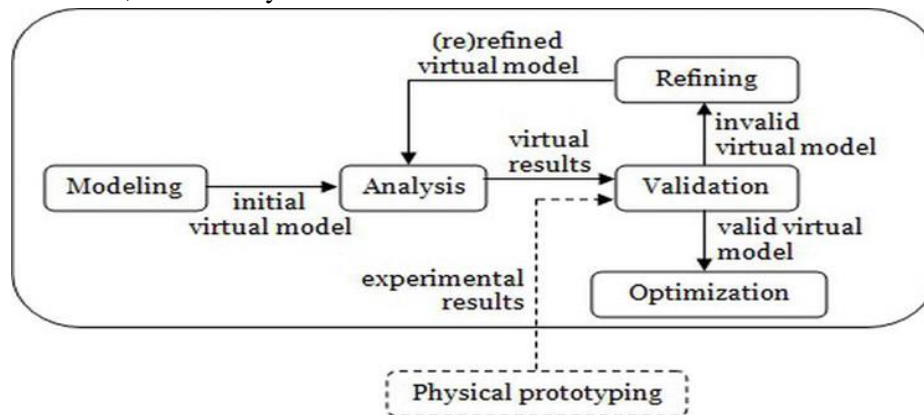 (re)refined
virtual model
Refining
virtual
results
invalid
virtual model
Modeling
Analysis
Validation
initial
virtual model
valid virtual
model
experimental
results
Optimization
Physical prototyping